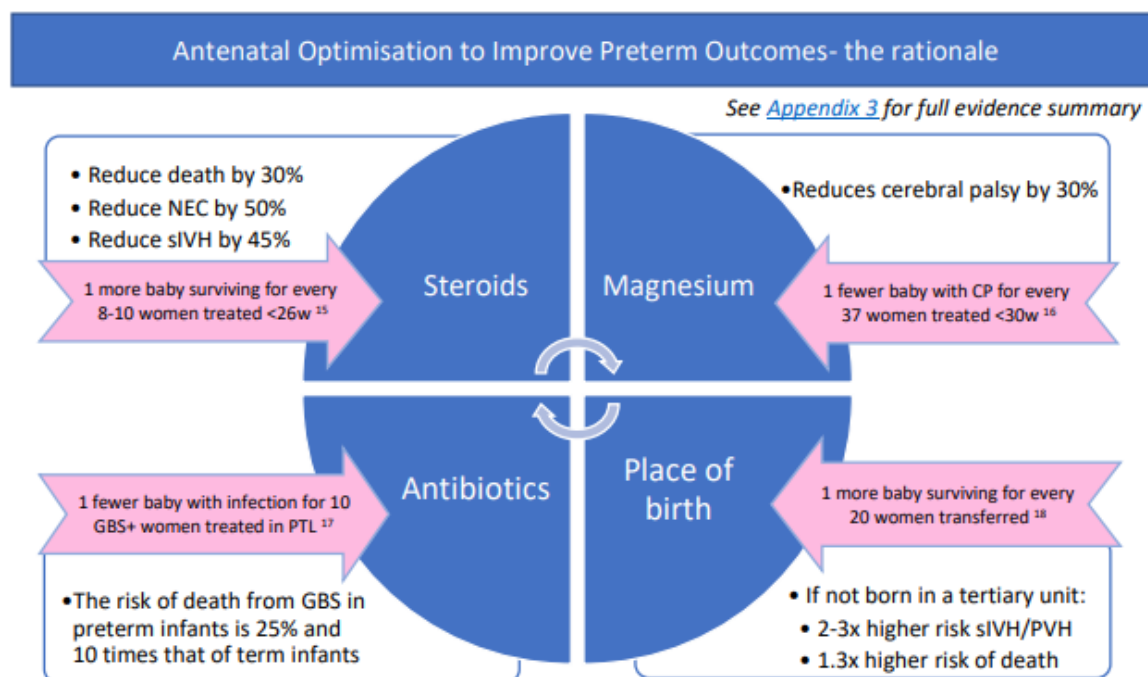 Antenatal Optimisation to Improve Preterm Outcomes- the rationale
See Appendix 3 for full evidence summary
• Reduce death by 30%
• Reduce NEC by 50%
• Reduce sIVH by 45%
1 more baby surviving for every
8-10 women treated <26w 15
Steroids
•Reduces cerebral palsy by 30%
Magnesium
1 fewer baby with CP for every
37 women treated <30w 16
1 fewer baby with infection for 10
GBS+ women treated in PTL 17
Antibiotics
•The risk of death from GBS in
preterm infants is 25% and
10 times that of term infants
Place of
birth
1 more baby surviving for every
20 women transferred 18
• If not born in a tertiary unit:
• 2-3x higher risk sIVH/PVH
• 1.3x higher risk of death